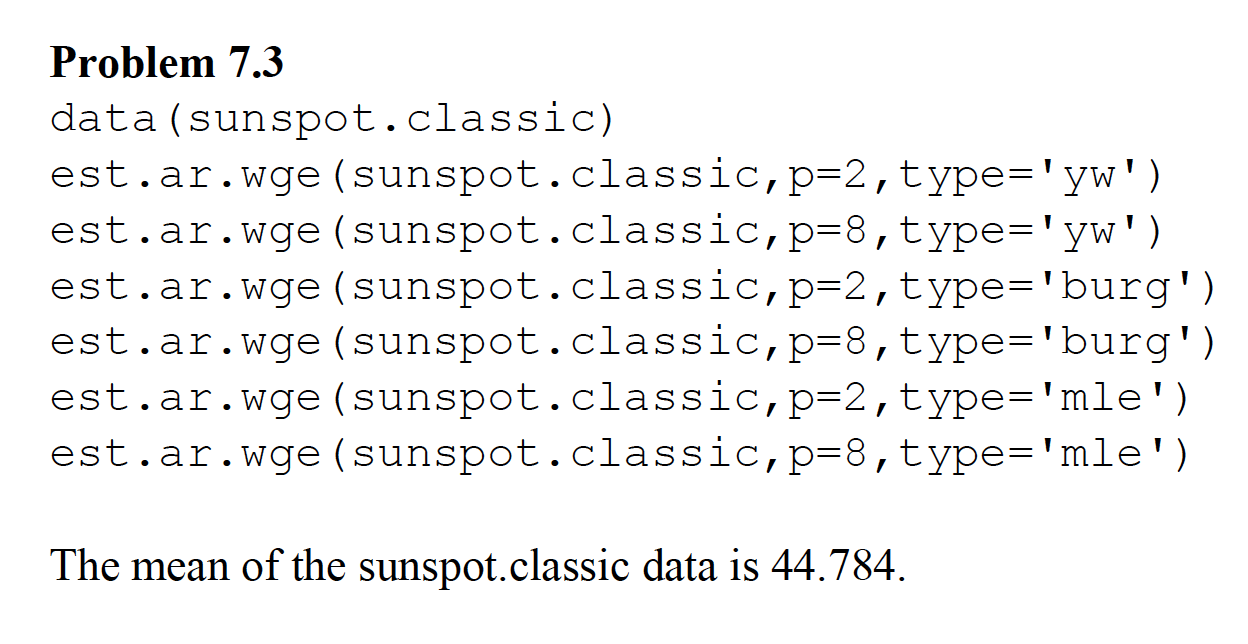 Problem 7.3
data(sunspot.classic)
est.ar.wge(sunspot.classic,p=2,type='yw')
est.ar.wge(sunspot.classic,p=8,type='yw')
est.ar.wge(sunspot.classic,p=2,type='burg')
est.ar.wge(sunspot.classic,p=8,type='burg')
est.ar.wge(sunspot.classic,p=2,type='mle')
est.ar.wge(sunspot.classic,p=8,type='mle')
The mean of the sunspot.classic data is 44.784.